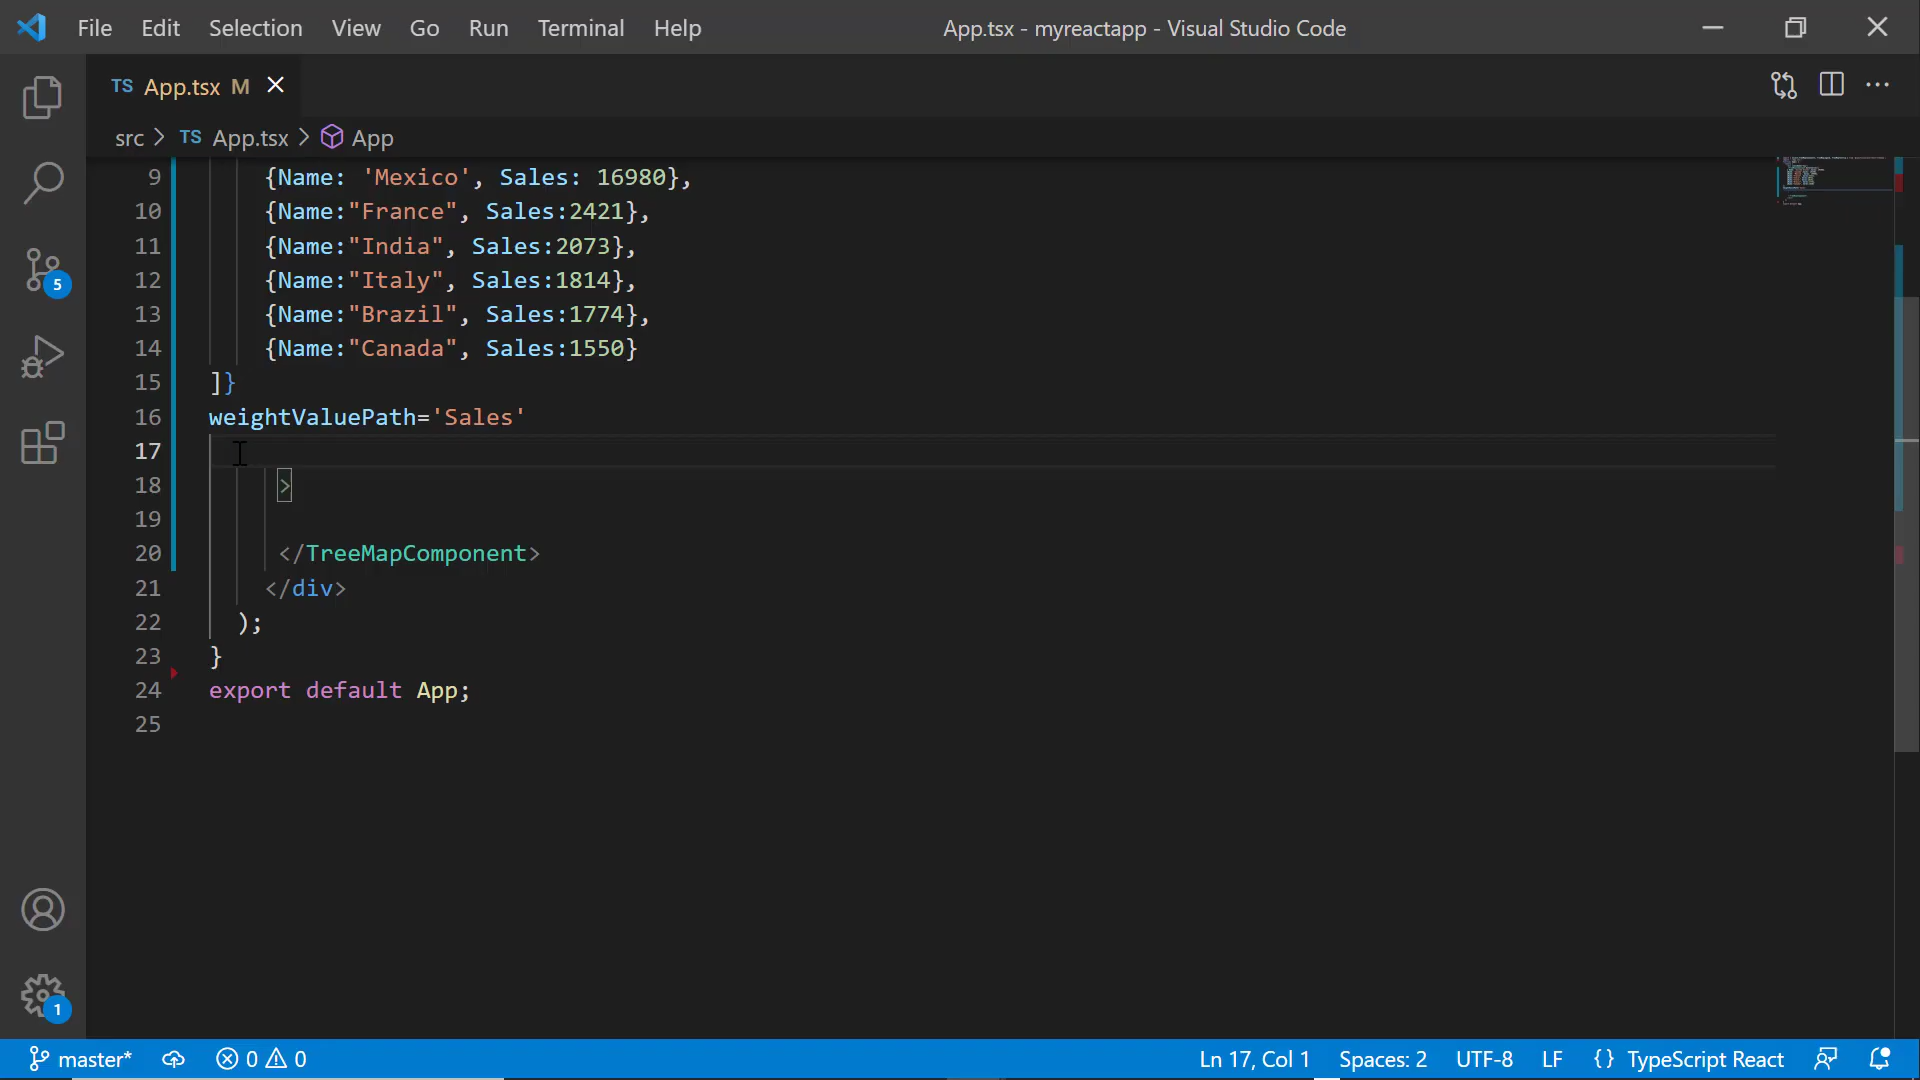 File Edit Selection View Go Run Terminal Help
App.tsx - myreactapp - Visual Studio Code
TS App.tsx M
src > TS App.tsx > App
9 {Name: 'Mexico', Sales: 16980},
10 {Name:"France", Sales:2421},
11 {Name:"India", Sales:2073},
12 {Name:"Italy", Sales:1814},
13 {Name:"Brazil", Sales:1774},
14 {Name:"Canada", Sales:1550}
15 ]}
16 weightValuePath='Sales'
17
18 >
19
20 </TreeMapComponent>
21 </div>
22 );
23 }
24 export default App;
25
5
1
master* 0 0 Ln 17, Col 1 Spaces: 2 UTF-8 LF {} TypeScript React